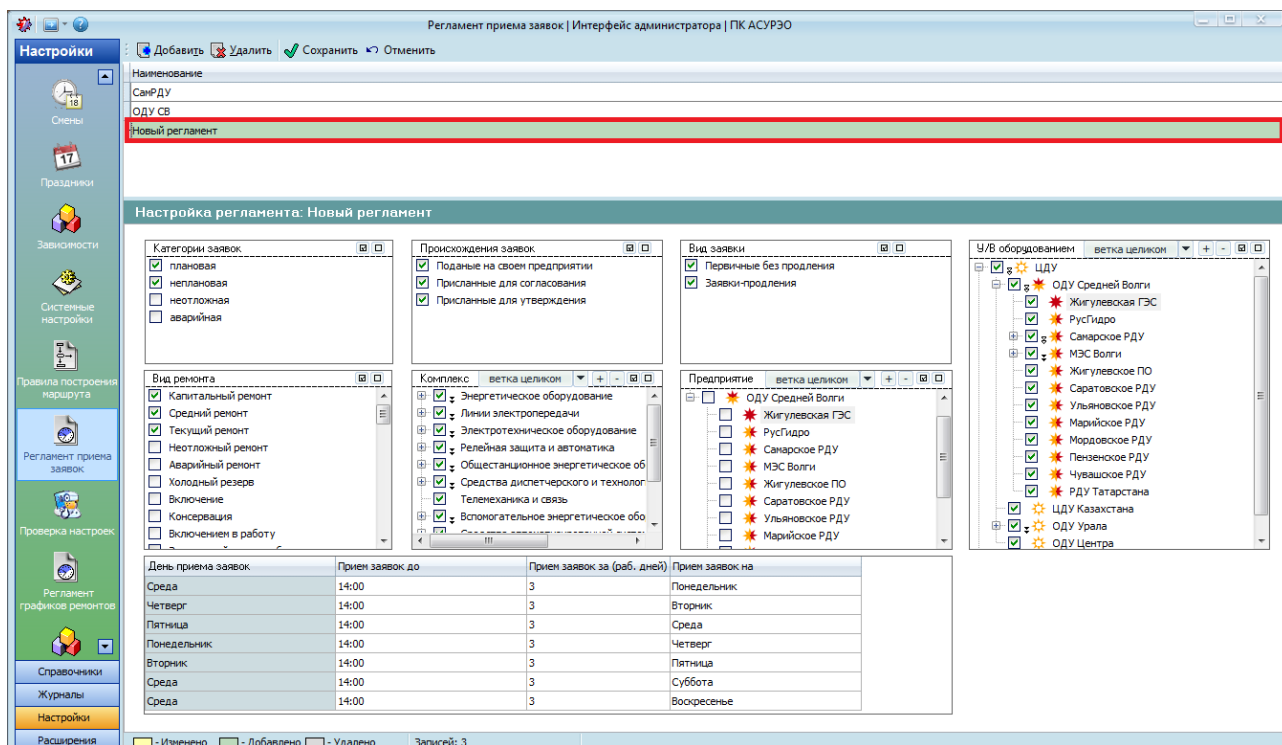 Регламент приема заявок | Интерфейс администратора | ПК АСУРЭО
Настройки
Добавить Удалить Сохранить Отменить
Наименование
СамРДУ
ОДУ СВ
Новый регламент
18
Смены
17
Праздники
Зависимости
Системные
настройки
Правила построения
маршрута
Регламент приема
заявок
Проверка настроек
Регламент
графиков ремонтов
Справочники
Журналы
Настройки
Расширения
Настройка регламента: Новый регламент
Категории заявок
плановая
неплановая
неотложная
аварийная
Происхождения заявок
Поданые на своем предприятии
Присланные для согласования
Присланные для утверждения
Вид заявки
Первичные без продления
Заявки-продления
У/В оборудованием ветка целиком + -
ЦДУ
ОДУ Средней Волги
Жигулевская ГЭС
РусГидро
Самарское РДУ
МЭС Волги
Жигулевское ПО
Саратовское РДУ
Ульяновское РДУ
Марийское РДУ
Мордовское РДУ
Пензенское РДУ
Чувашское РДУ
РДУ Татарстана
ЦДУ Казахстана
ОДУ Урала
ОДУ Центра
Вид ремонта
Капитальный ремонт
Средний ремонт
Текущий ремонт
Неотложный ремонт
Аварийный ремонт
Холодный резерв
Включение
Консервация
Включением в работу
Комплекс ветка целиком + -
Энергетическое оборудование
Линии электропередачи
Электротехническое оборудование
Релейная защита и автоматика
Общестанционное энергетическое об
Средства диспетчерского и технолог
Телемеханика и связь
Вспомогательное энергетическое обо
Предприятие ветка целиком + -
ОДУ Средней Волги
Жигулевская ГЭС
РусГидро
Самарское РДУ
МЭС Волги
Жигулевское ПО
Саратовское РДУ
Ульяновское РДУ
Марийское РДУ
День приема заявок Прием заявок до Прием заявок за (раб. дней) Прием заявок на
Среда 14:00 3 Понедельник
Четверг 14:00 3 Вторник
Пятница 14:00 3 Среда
Понедельник 14:00 3 Четверг
Вторник 14:00 3 Пятница
Среда 14:00 3 Суббота
Среда 14:00 3 Воскресенье
- Изменено - Добавлено - Удалено Записей: 3